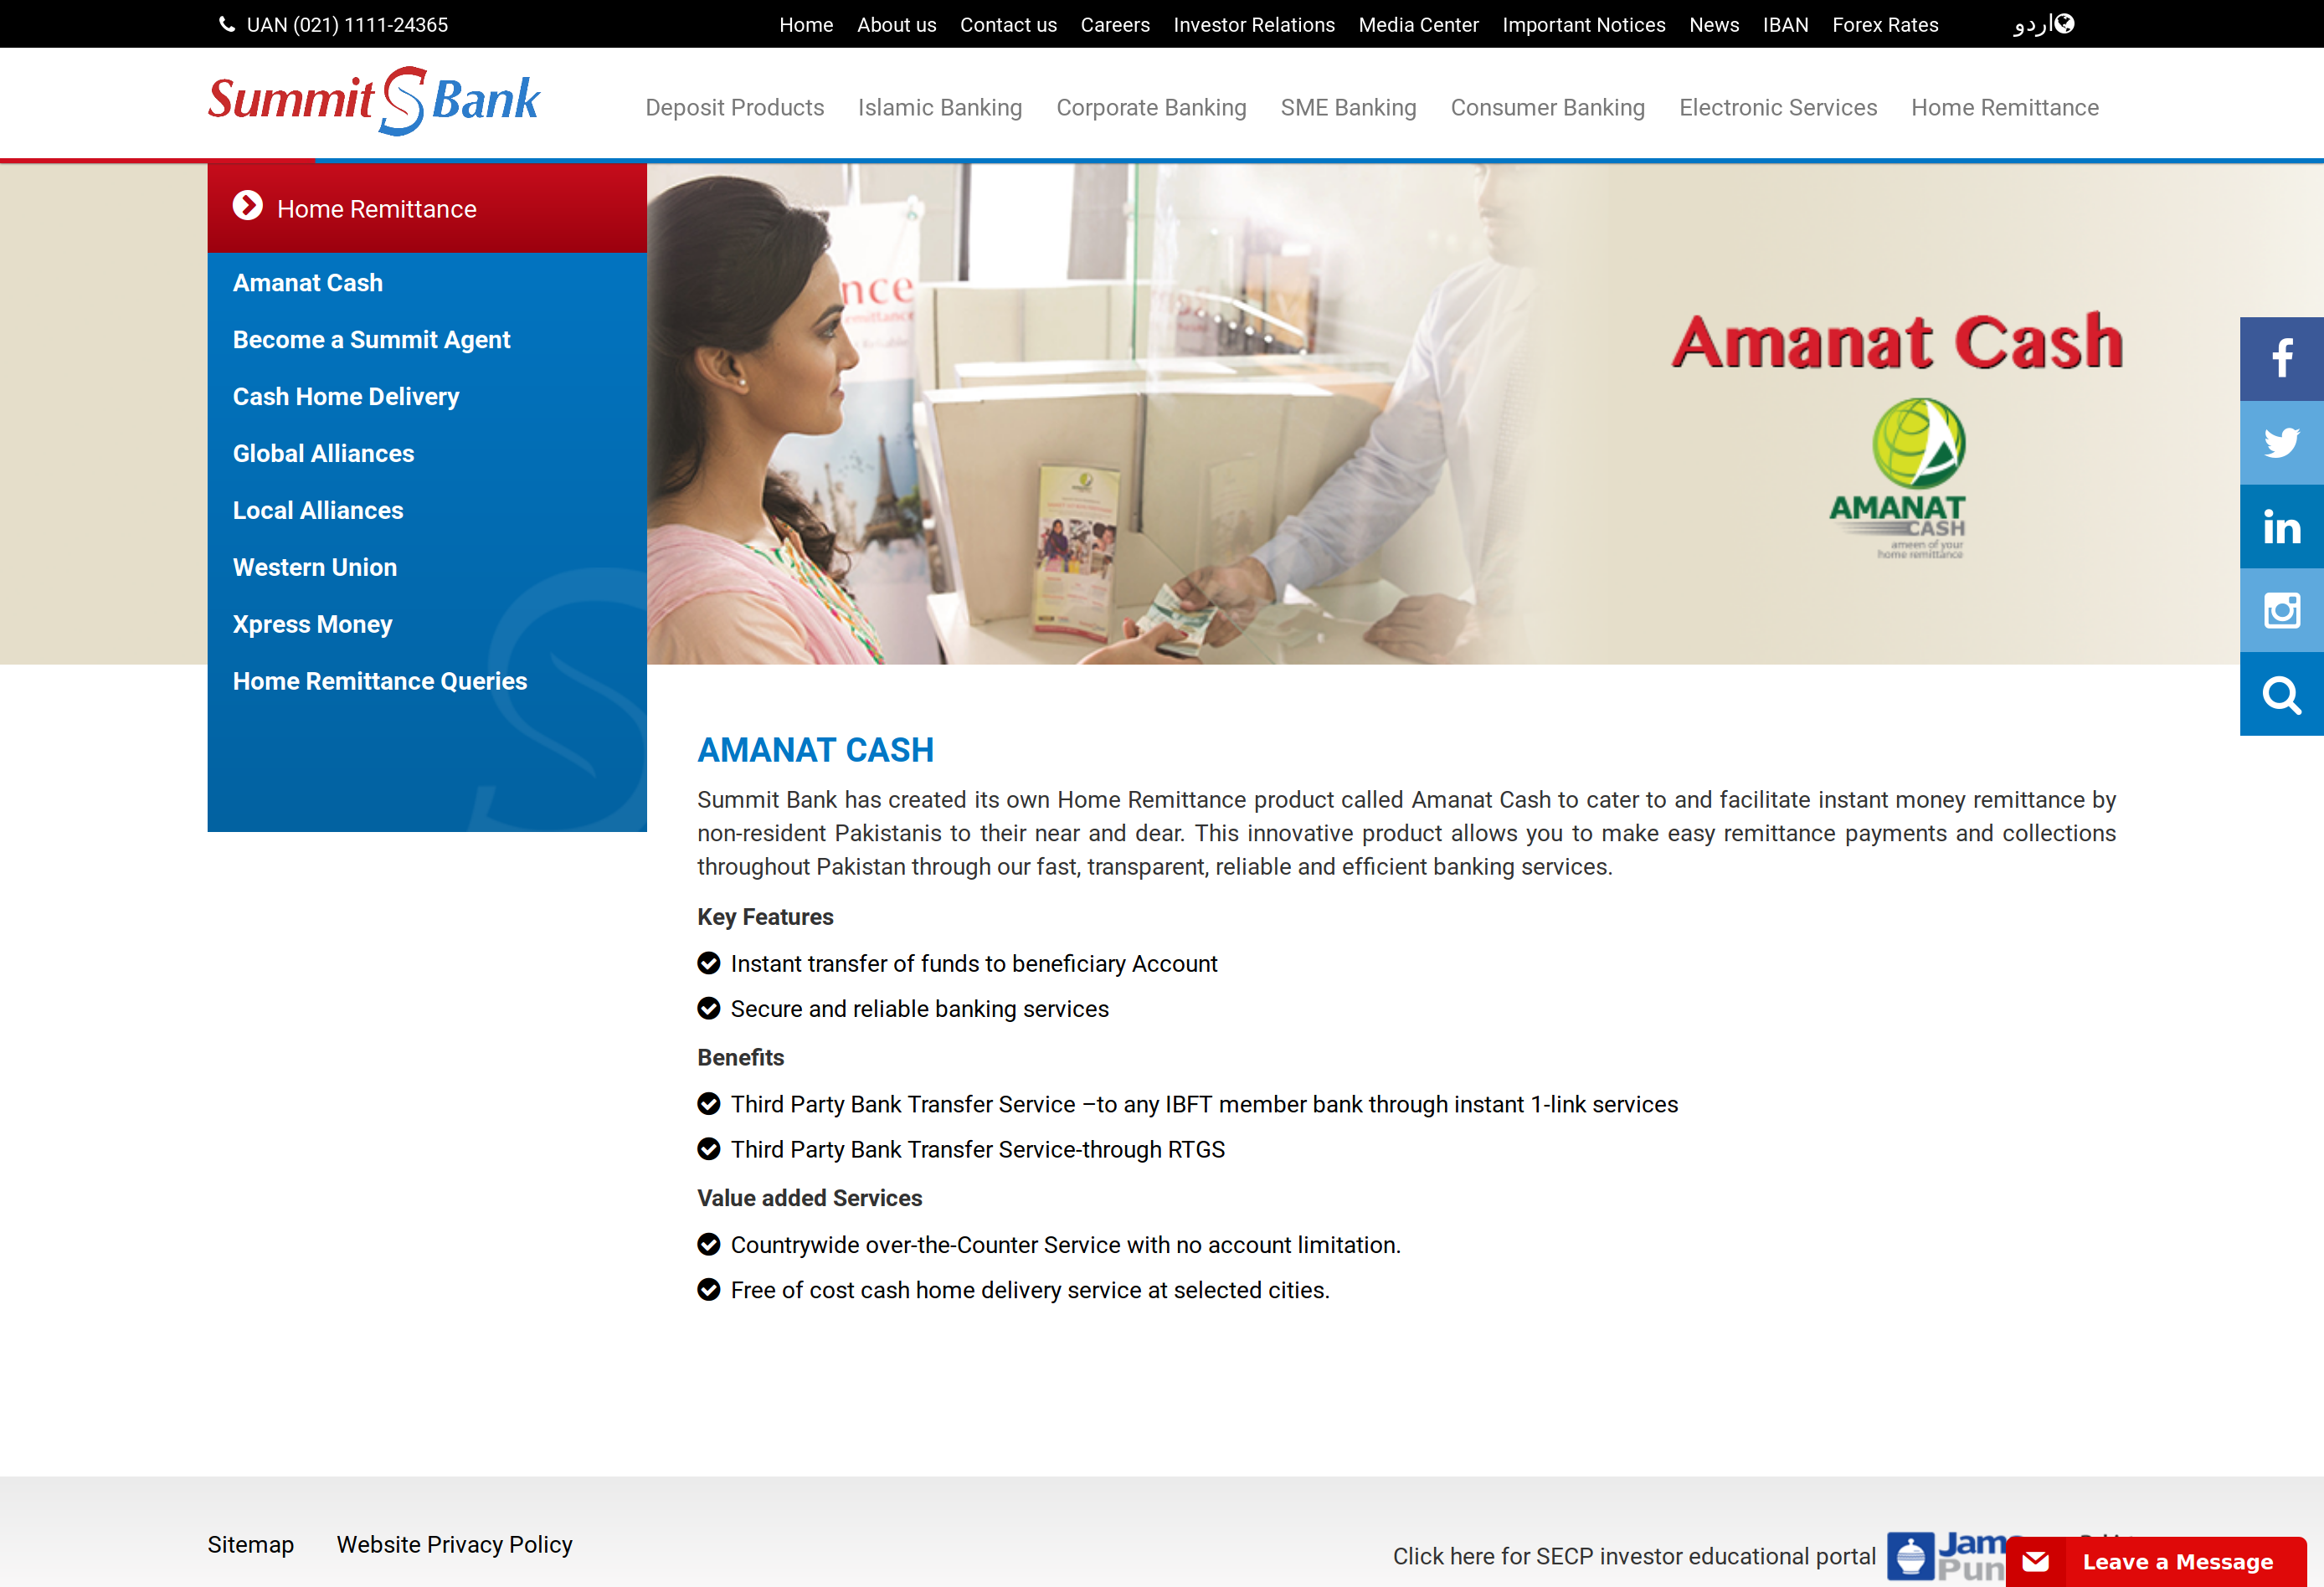 UAN (021) 1111-24365
Home About us Contact us Careers Investor Relations Media Center Important Notices News IBAN Forex Rates اردو
Summit S Bank
Deposit Products Islamic Banking Corporate Banking SME Banking Consumer Banking Electronic Services Home Remittance
Home Remittance
Amanat Cash
Become a Summit Agent
Cash Home Delivery
Global Alliances
Local Alliances
Western Union
Xpress Money
Home Remittance Queries
nce
emittance
Amanat Cash
AMANAT
CASH
ameen of your
home remittance
AMANAT CASH
Summit Bank has created its own Home Remittance product called Amanat Cash to cater to and facilitate instant money remittance by
non-resident Pakistanis to their near and dear. This innovative product allows you to make easy remittance payments and collections
throughout Pakistan through our fast, transparent, reliable and efficient banking services.
Key Features
Instant transfer of funds to beneficiary Account
Secure and reliable banking services
Benefits
Third Party Bank Transfer Service –to any IBFT member bank through instant 1-link services
Third Party Bank Transfer Service-through RTGS
Value added Services
Countrywide over-the-Counter Service with no account limitation.
Free of cost cash home delivery service at selected cities.
Sitemap Website Privacy Policy
Click here for SECP investor educational portal
Jam
Pun
Leave a Message